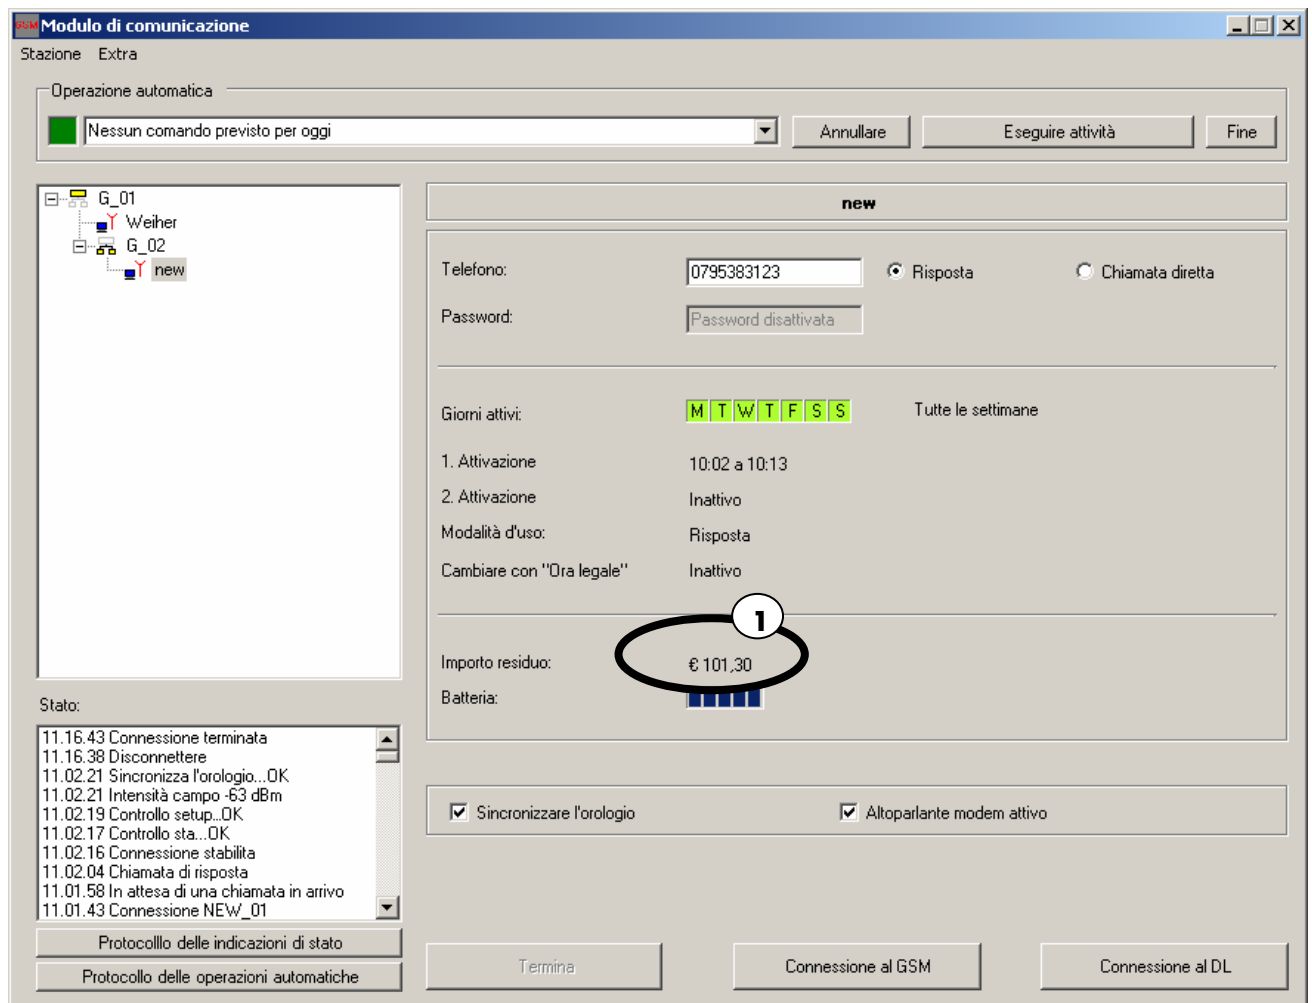 GSM Modulo di comunicazione
Stazione Extra
Operazione automatica
Nessun comando previsto per oggi
Annullare
Eseguire attività
Fine
G_01
Weiher
G_02
new
new
Telefono: 0795383123 Risposta Chiamata diretta
Password: Password disattivata
Giorni attivi: M T W T F S S Tutte le settimane
1. Attivazione 10:02 a 10:13
2. Attivazione Inattivo
Modalità d'uso: Risposta
Cambiare con "Ora legale" Inattivo
1
Importo residuo: € 101,30
Batteria:
Stato:
11.16.43 Connessione terminata
11.16.38 Disconnettere
11.02.21 Sincronizza l'orologio...OK
11.02.21 Intensità campo -63 dBm
11.02.19 Controllo setup...OK
11.02.17 Controllo sta...OK
11.02.16 Connessione stabilita
11.02.04 Chiamata di risposta
11.01.58 In attesa di una chiamata in arrivo
11.01.43 Connessione NEW_01
Protocolllo delle indicazioni di stato
Protocollo delle operazioni automatiche
Sincronizzare l'orologio
Altoparlante modem attivo
Termina
Connessione al GSM
Connessione al DL